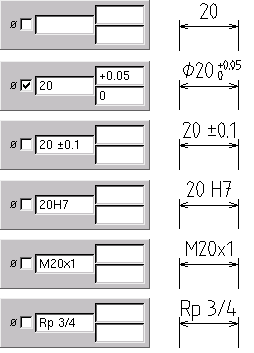 ø 20
ø 20 +0.05 0 Φ20 +0.05 0
ø 20 ±0.1 20 ±0.1
ø 20H7 20 H7
ø M20x1 M20x1
ø Rp 3/4 Rp 3/4